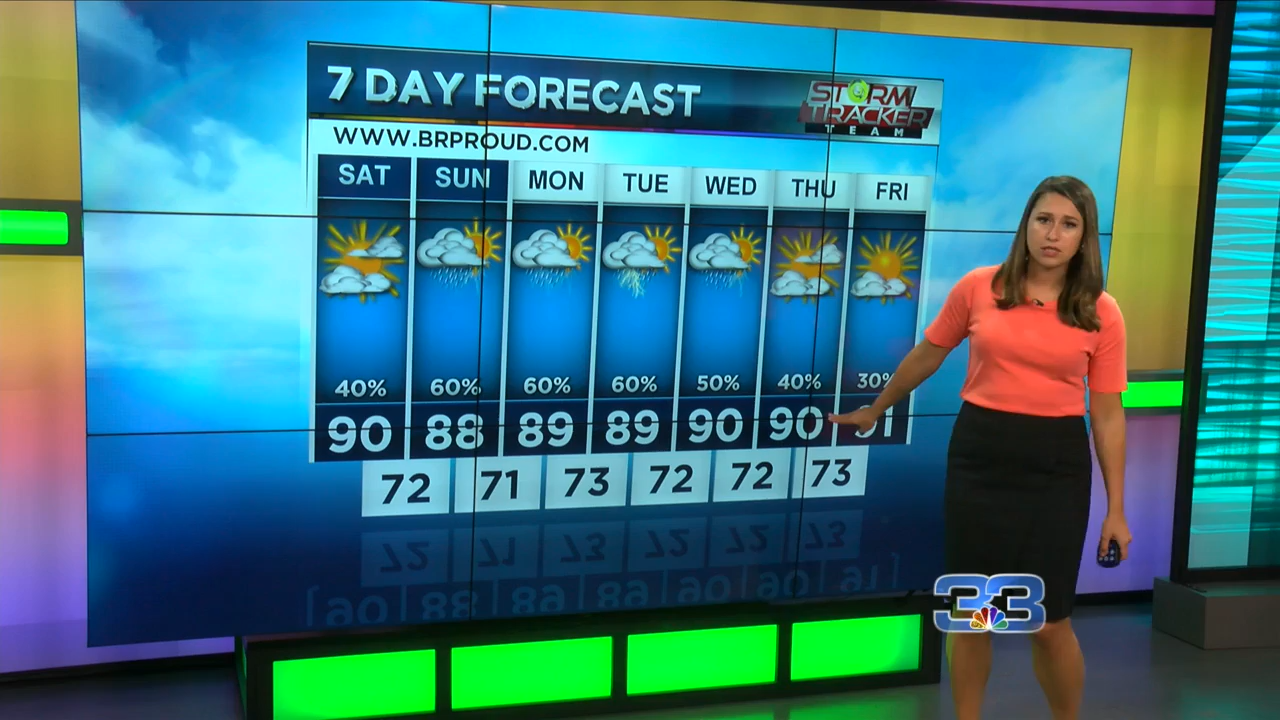 7 DAY FORECAST
STORM
TRACKER
TEAM
WWW.BRPROUD.COM
SAT SUN MON TUE WED THU FRI
40% 60% 60% 60% 50% 40% 30%
90 88 89 89 90 90 91
72 71 73 72 72 73
33